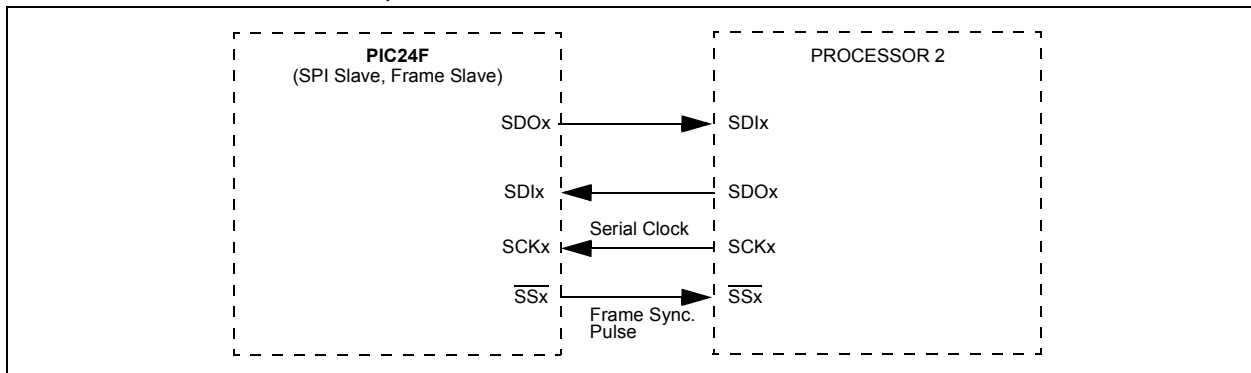 PIC24F
(SPI Slave, Frame Slave)
PROCESSOR 2
SDOx
SDIx
SDIx
SDOx
Serial Clock
SCKx
SCKx
SSx
SSx
Frame Sync.
Pulse